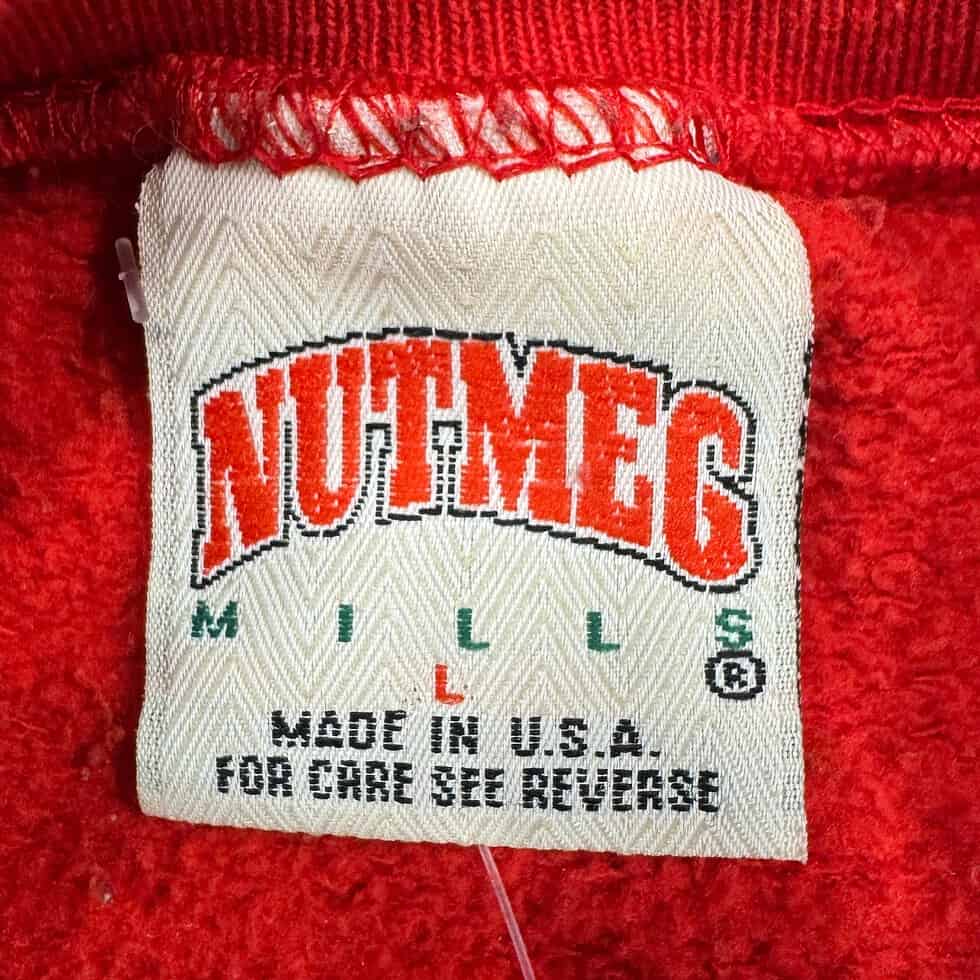 NUTMEG
MILLS
®
L
MADE IN U.S.A.
FOR CARE SEE REVERSE